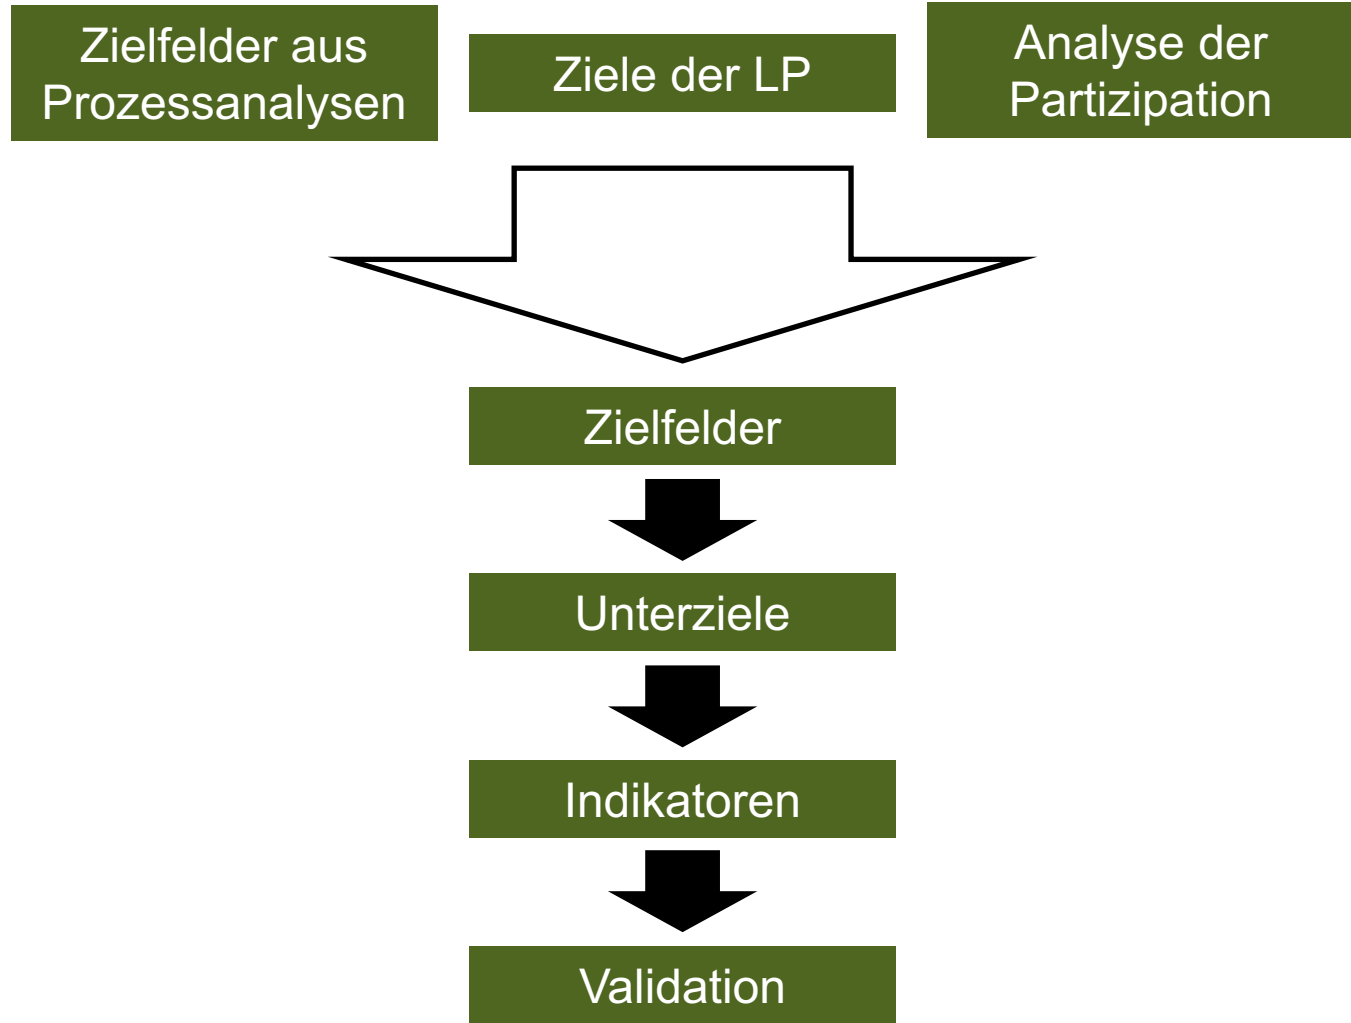 Zielfelder aus
Prozessanalysen
Ziele der LP
Analyse der
Partizipation
Zielfelder
Unterziele
Indikatoren
Validation